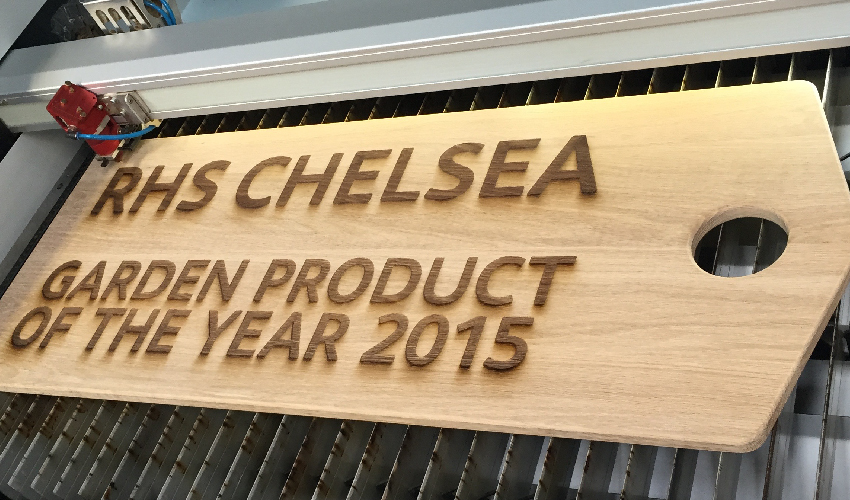 RHS CHELSEA
GARDEN PRODUCT
OF THE YEAR 2015